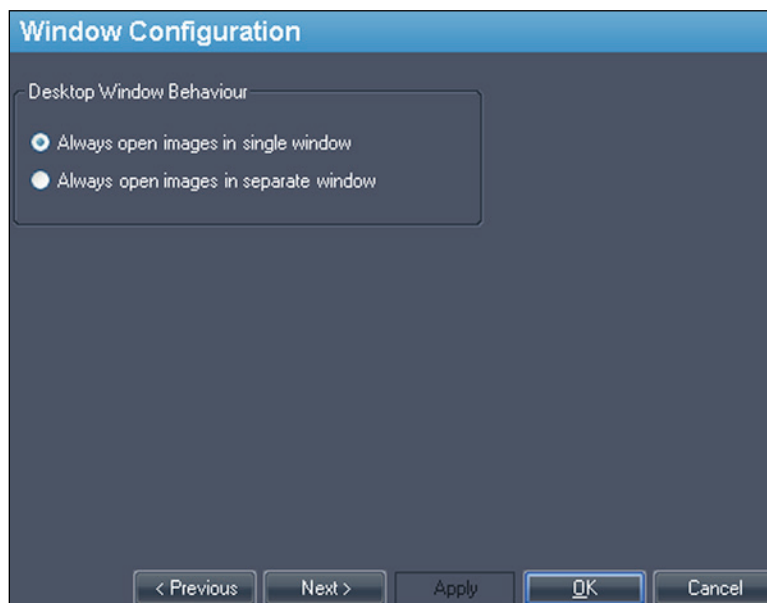 Window Configuration
Desktop Window Behaviour
Always open images in single window
Always open images in separate window
< Previous Next > Apply OK Cancel